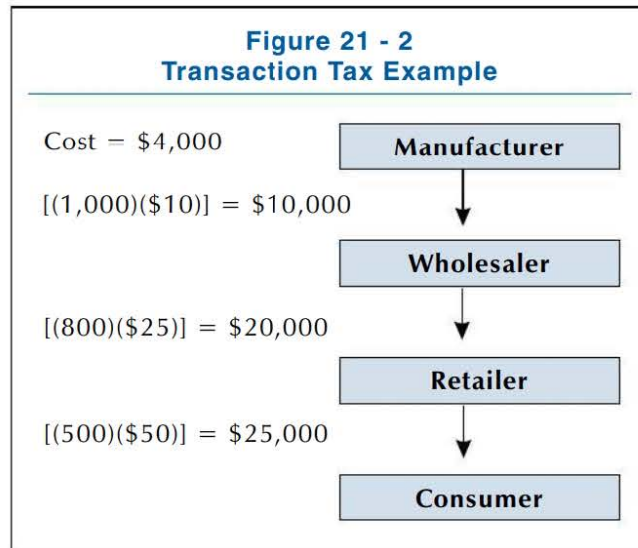 Figure 21 - 2
Transaction Tax Example
Cost = $4,000
Manufacturer
[(1,000)($10)] = $10,000
Wholesaler
[(800)($25)] = $20,000
Retailer
[(500)($50)] = $25,000
Consumer